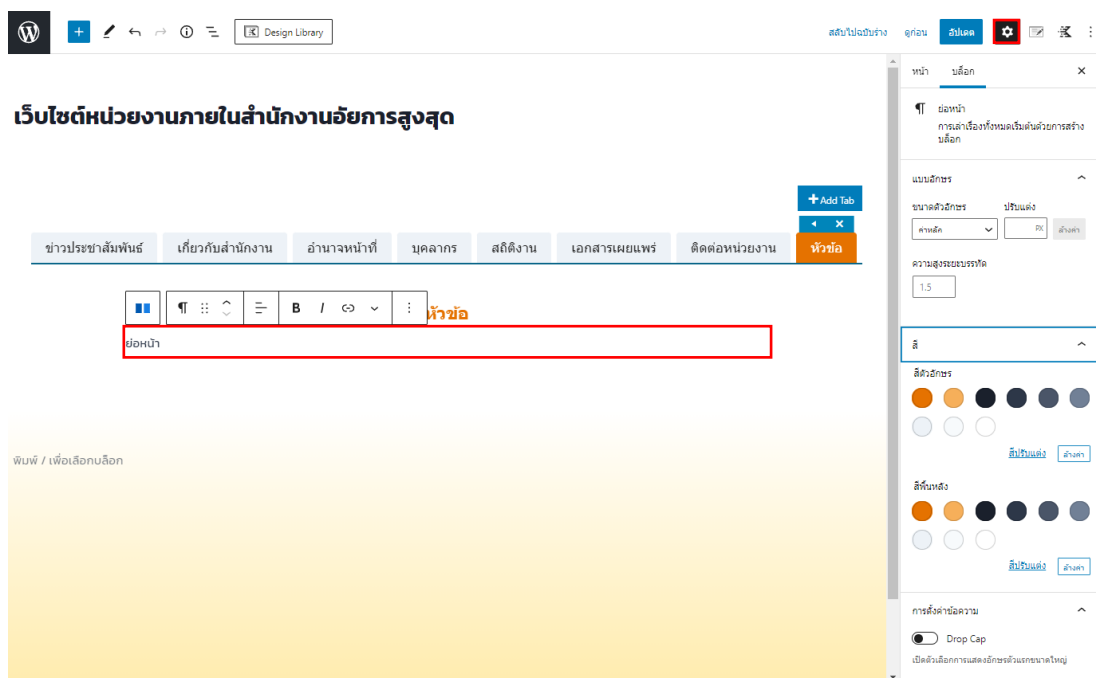 Design Library
สลับไปฉบับร่าง ดูก่อน อัปเดต
หน้า บล็อก
เว็บไซต์หน่วยงานภายในสำนักงานอัยการสูงสุด
ย่อหน้า
การเล่าเรื่องทั้งหมดเริ่มต้นด้วยการสร้าง
บล็อก
แบบอักษร
Add Tab
ขนาดตัวอักษร ปรับแต่ง
ค่าหลัก PX ล้างค่า
ข่าวประชาสัมพันธ์ เกี่ยวกับสำนักงาน อำนาจหน้าที่ บุคลากร สถิติงาน เอกสารเผยแพร่ ติดต่อหน่วยงาน หัวข้อ
ความสูงระยะบรรทัด
1.5
B I
หัวข้อ
ย่อหน้า
สี
สีตัวอักษร
สีปรับแต่ง ล้างค่า
พิมพ์ / เพื่อเลือกบล็อก
สีพื้นหลัง
สีปรับแต่ง ล้างค่า
การตั้งค่าข้อความ
Drop Cap
เปิดตัวเลือกการแสดงอักษรตัวแรกขนาดใหญ่